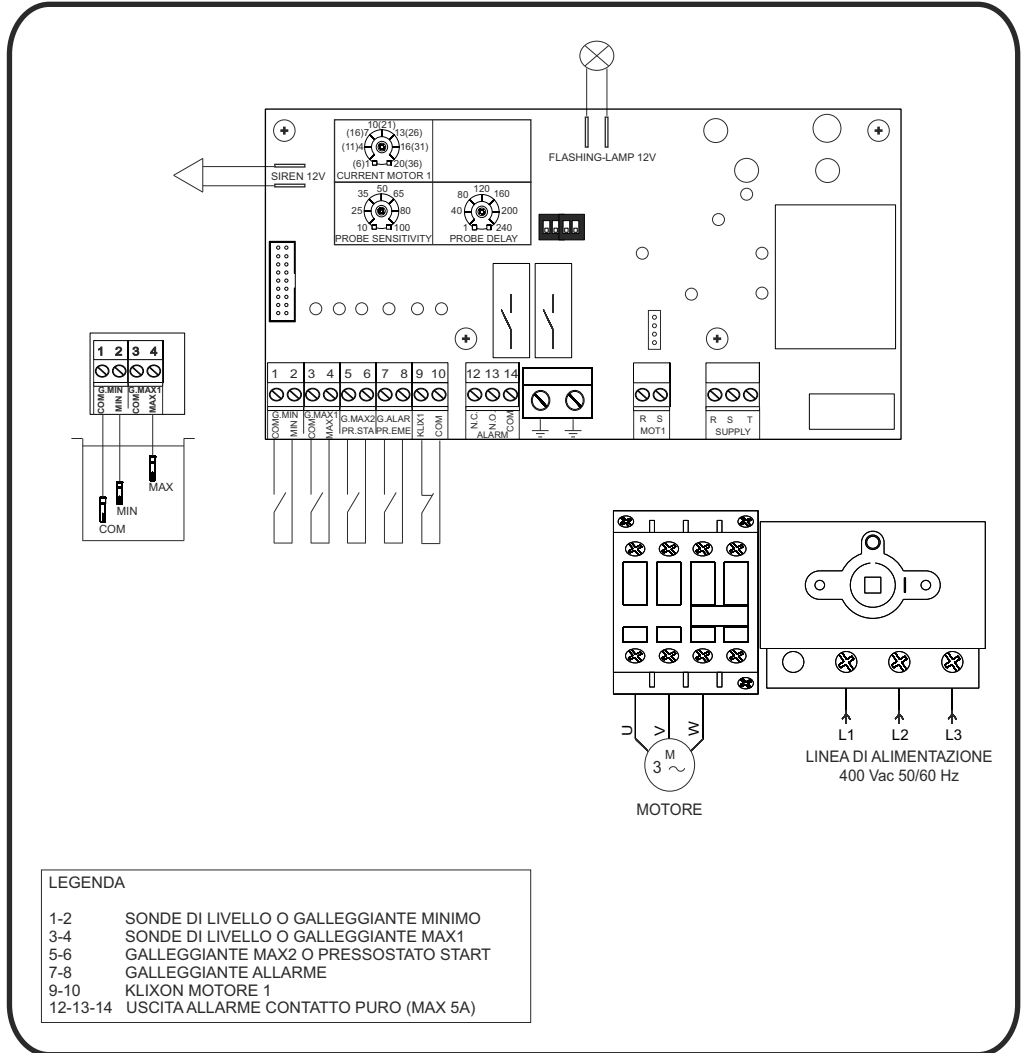 FLASHING-LAMP 12V
SIREN 12V
10(21)
(16)7 13(26)
(11)4 16(31)
(6)1 20(36)
CURRENT MOTOR 1
50
35 65
25 80
10 100
PROBE SENSITIVITY
120
80 160
40 200
1 240
PROBE DELAY
1 2 3 4
G.MIN G.MAX1
COM MIN COM MAX1
COM
MIN
MAX
1 2 3 4 5 6 7 8 9 10
G.MIN G.MAX1 G.MAX2 G.ALAR
COM MIN COM MAX1 PR.STA PR.EME KLIX1 COM
12 13 14
N.C. N.O. COM
ALARM
R S
MOT1
R S T
SUPPLY
U V W
M
3 ~
MOTORE
L1 L2 L3
LINEA DI ALIMENTAZIONE
400 Vac 50/60 Hz
LEGENDA
1-2 SONDE DI LIVELLO O GALLEGGIANTE MINIMO
3-4 SONDE DI LIVELLO O GALLEGGIANTE MAX1
5-6 GALLEGGIANTE MAX2 O PRESSOSTATO START
7-8 GALLEGGIANTE ALLARME
9-10 KLIXON MOTORE 1
12-13-14 USCITA ALLARME CONTATTO PURO (MAX 5A)